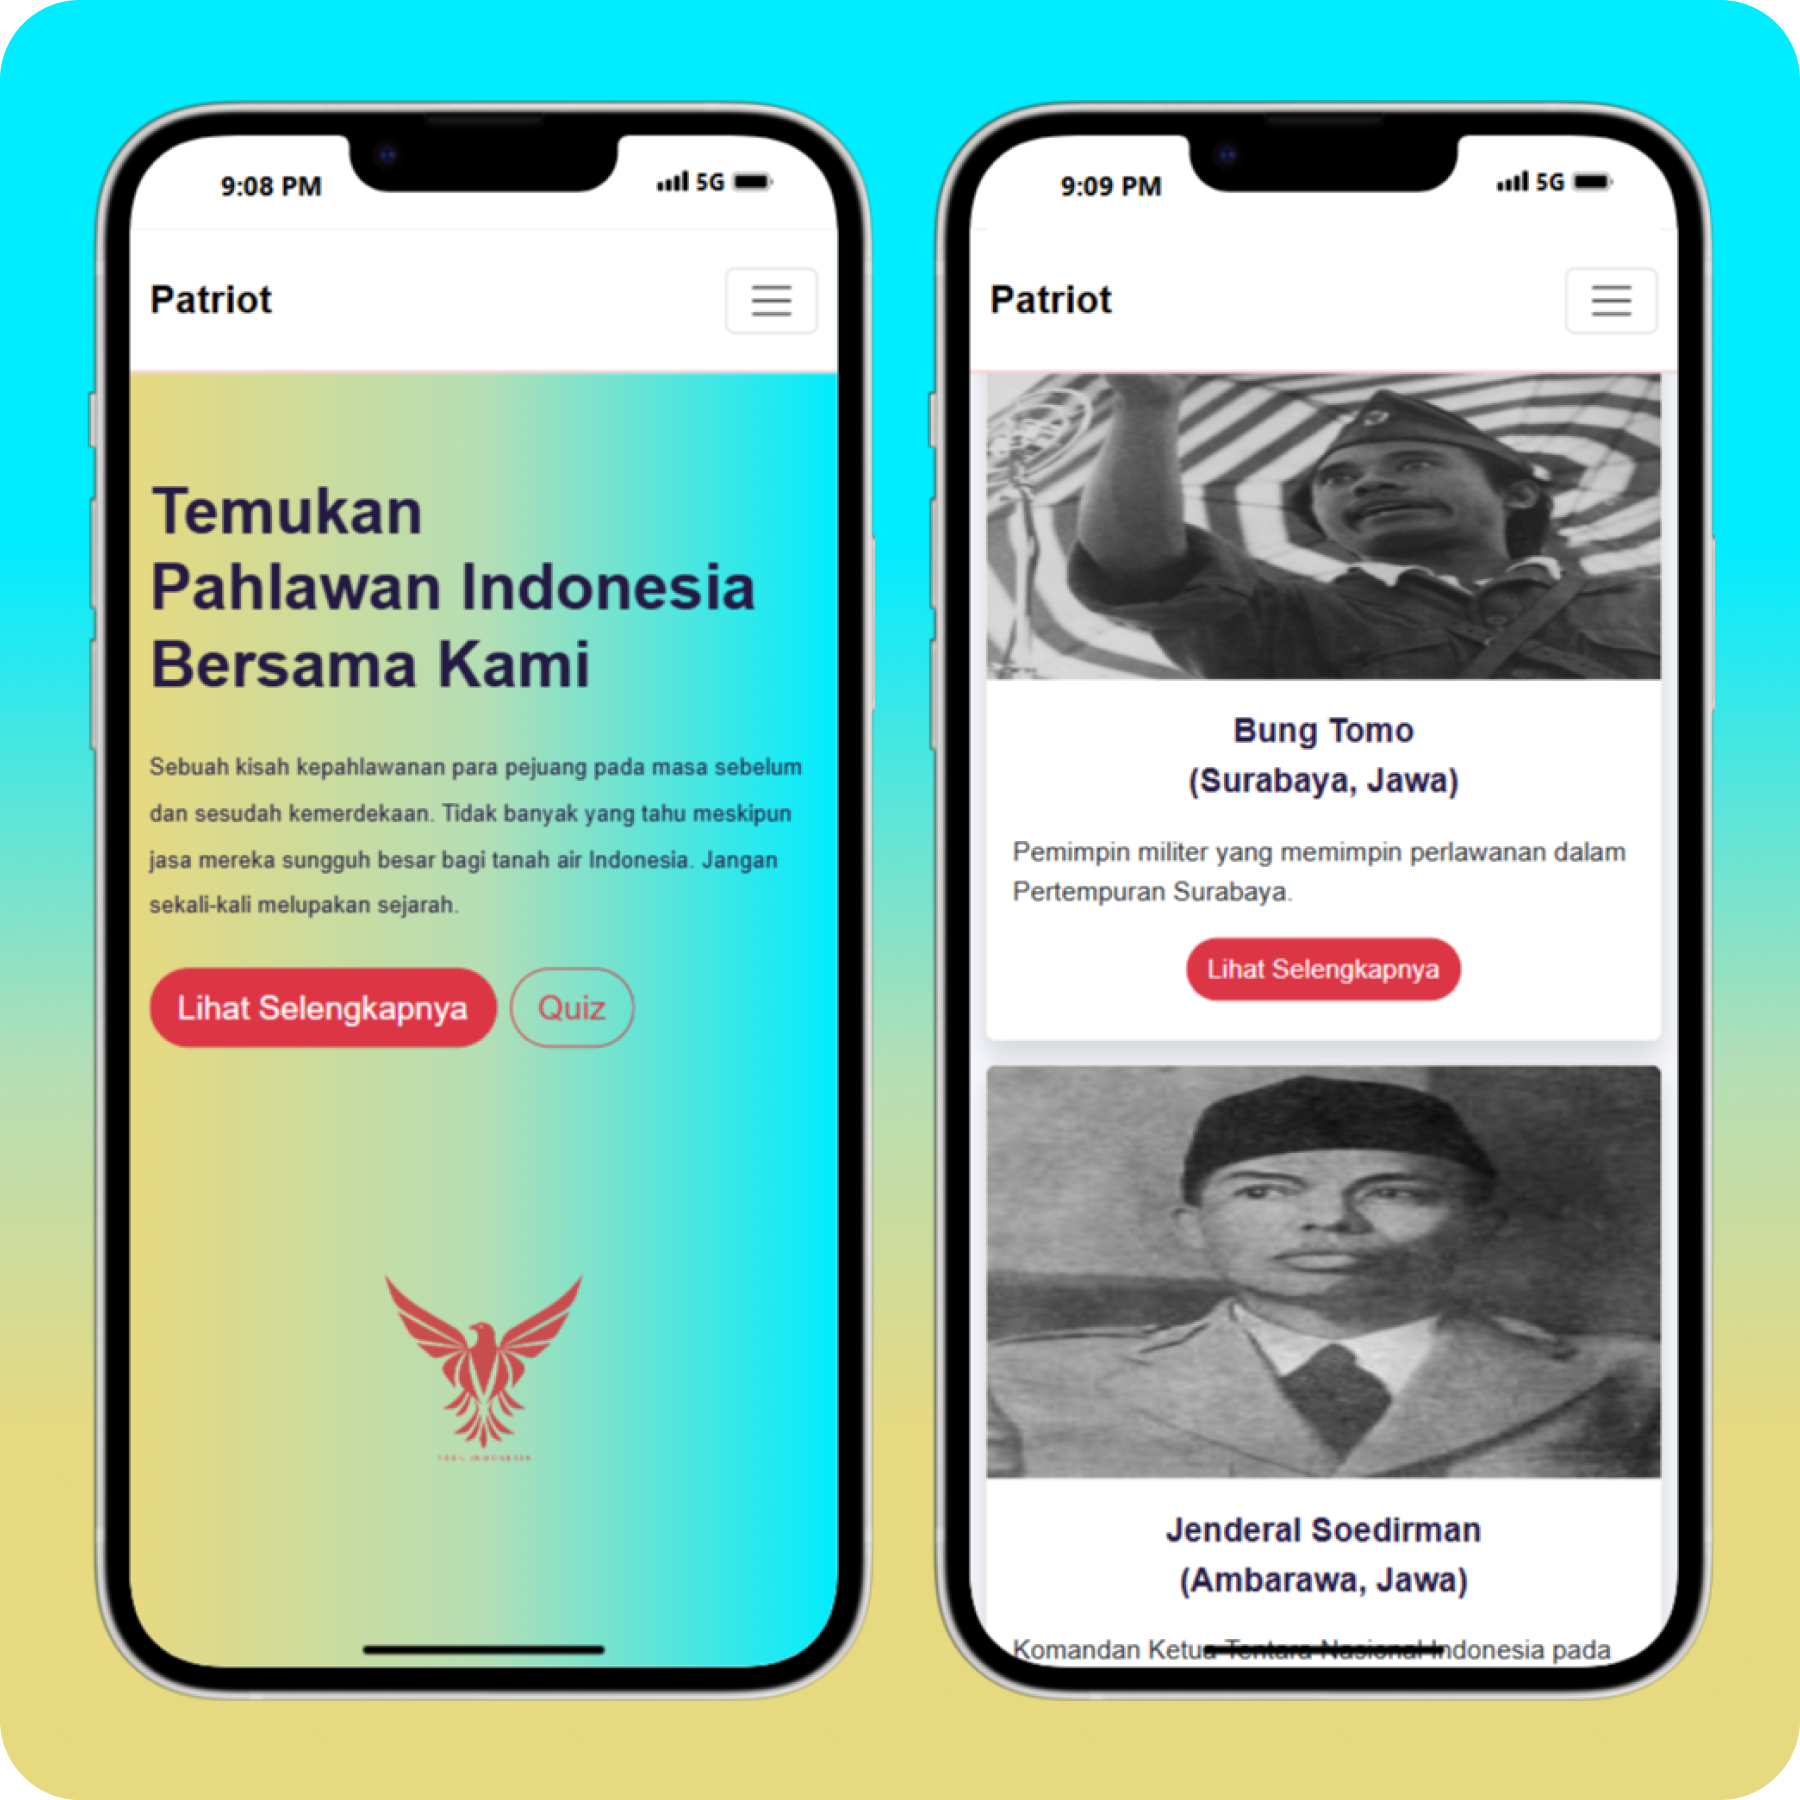 9:08 PM
5G
Patriot
Temukan
Pahlawan Indonesia
Bersama Kami
Sebuah kisah kepahlawanan para pejuang pada masa sebelum
dan sesudah kemerdekaan. Tidak banyak yang tahu meskipun
jasa mereka sungguh besar bagi tanah air Indonesia. Jangan
sekali-kali melupakan sejarah.
Lihat Selengkapnya
Quiz
100% INDONESIA
9:09 PM
5G
Patriot
Bung Tomo
(Surabaya, Jawa)
Pemimpin militer yang memimpin perlawanan dalam
Pertempuran Surabaya.
Lihat Selengkapnya
Jenderal Soedirman
(Ambarawa, Jawa)
Komandan Ketua Tentara Nasional Indonesia pada